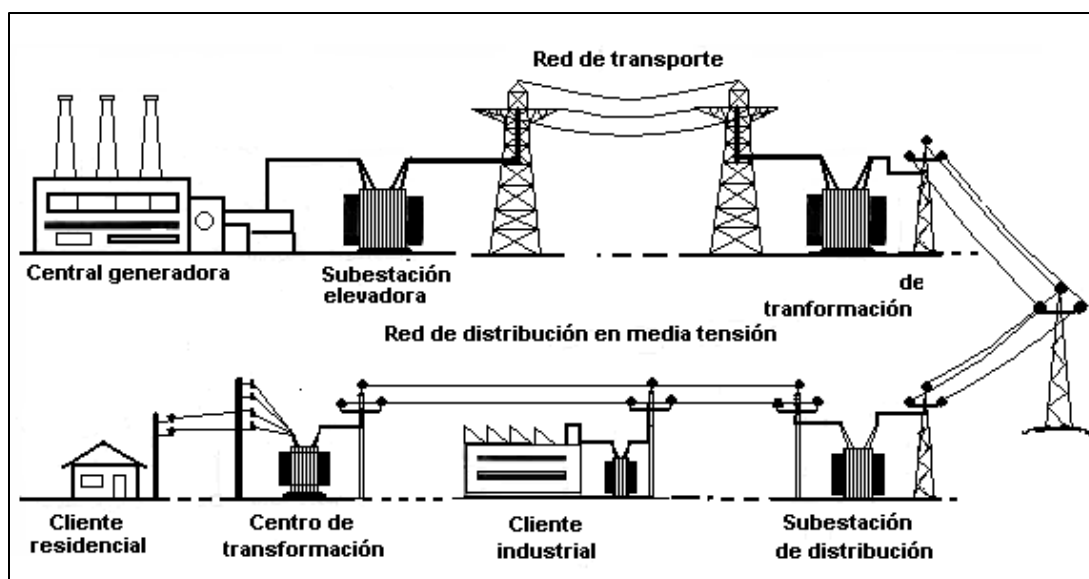 Red de transporte
Central generadora
Subestación
elevadora
de
tranformación
Red de distribución en media tensión
Cliente
residencial
Centro de
transformación
Cliente
industrial
Subestación
de distribución